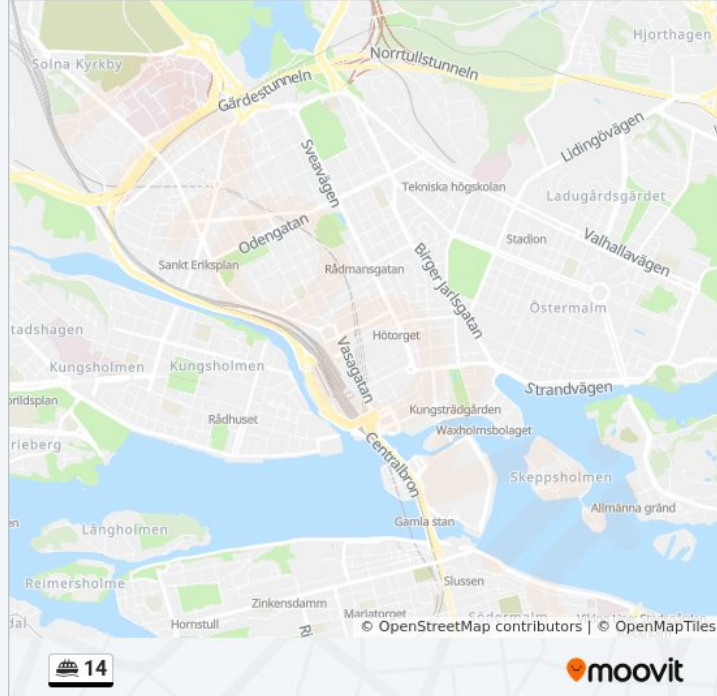 Hjorthagen
Solna Kyrkby
Norrtullstunneln
Gärdestunneln
Lidingövägen
Sveavägen
Tekniska högskolan
Ladugårdsgärdet
Odengatan
Stadion
Valhallavägen
Sankt Eriksplan
Rådmansgatan
Birger Jarlsgatan
Östermalm
tadshagen
Hötorget
Vasagatan
Kungsholmen
Kungsholmen
Strandvägen
Kungsträdgården
Rådhuset
Waxholmsbolaget
rieberg
Centralbron
Skeppsholmen
Allmänna gränd
Långholmen
Gamla stan
Reimersholme
Slussen
Zinkensdamm
Mariatorget
Hornstull
© OpenStreetMap contributors | © OpenMapTiles
14
moovit